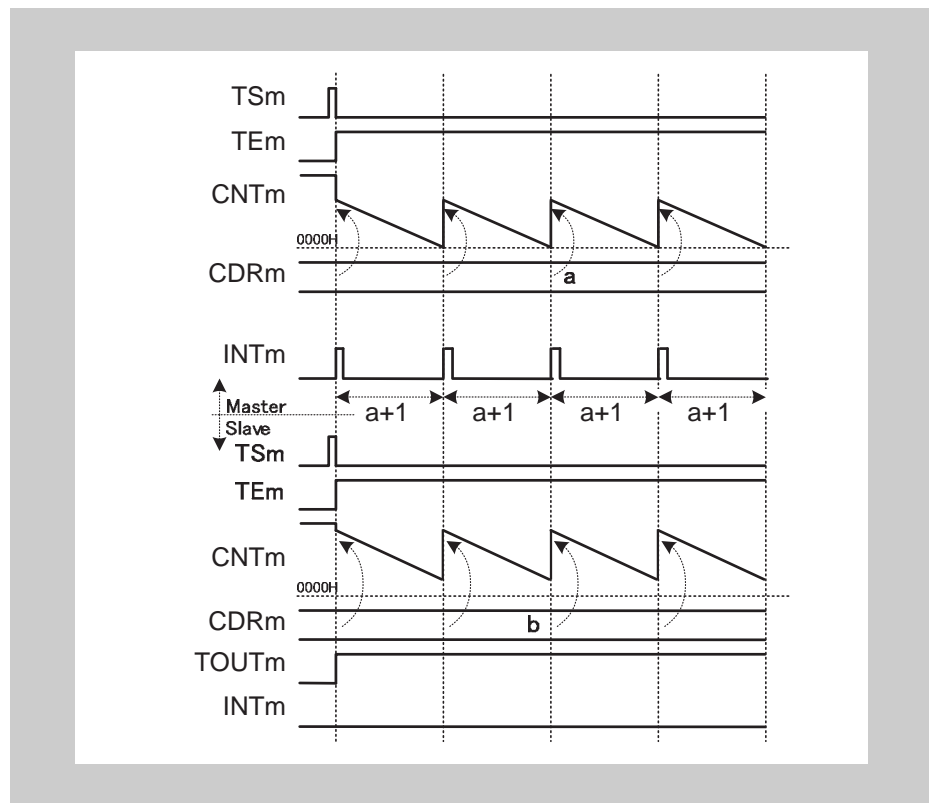 TSm
TEm
CNTm
0000H
CDRm
a
INTm
Master
a+1 a+1 a+1 a+1
Slave
TSm
TEm
CNTm
0000H
CDRm
b
TOUTm
INTm